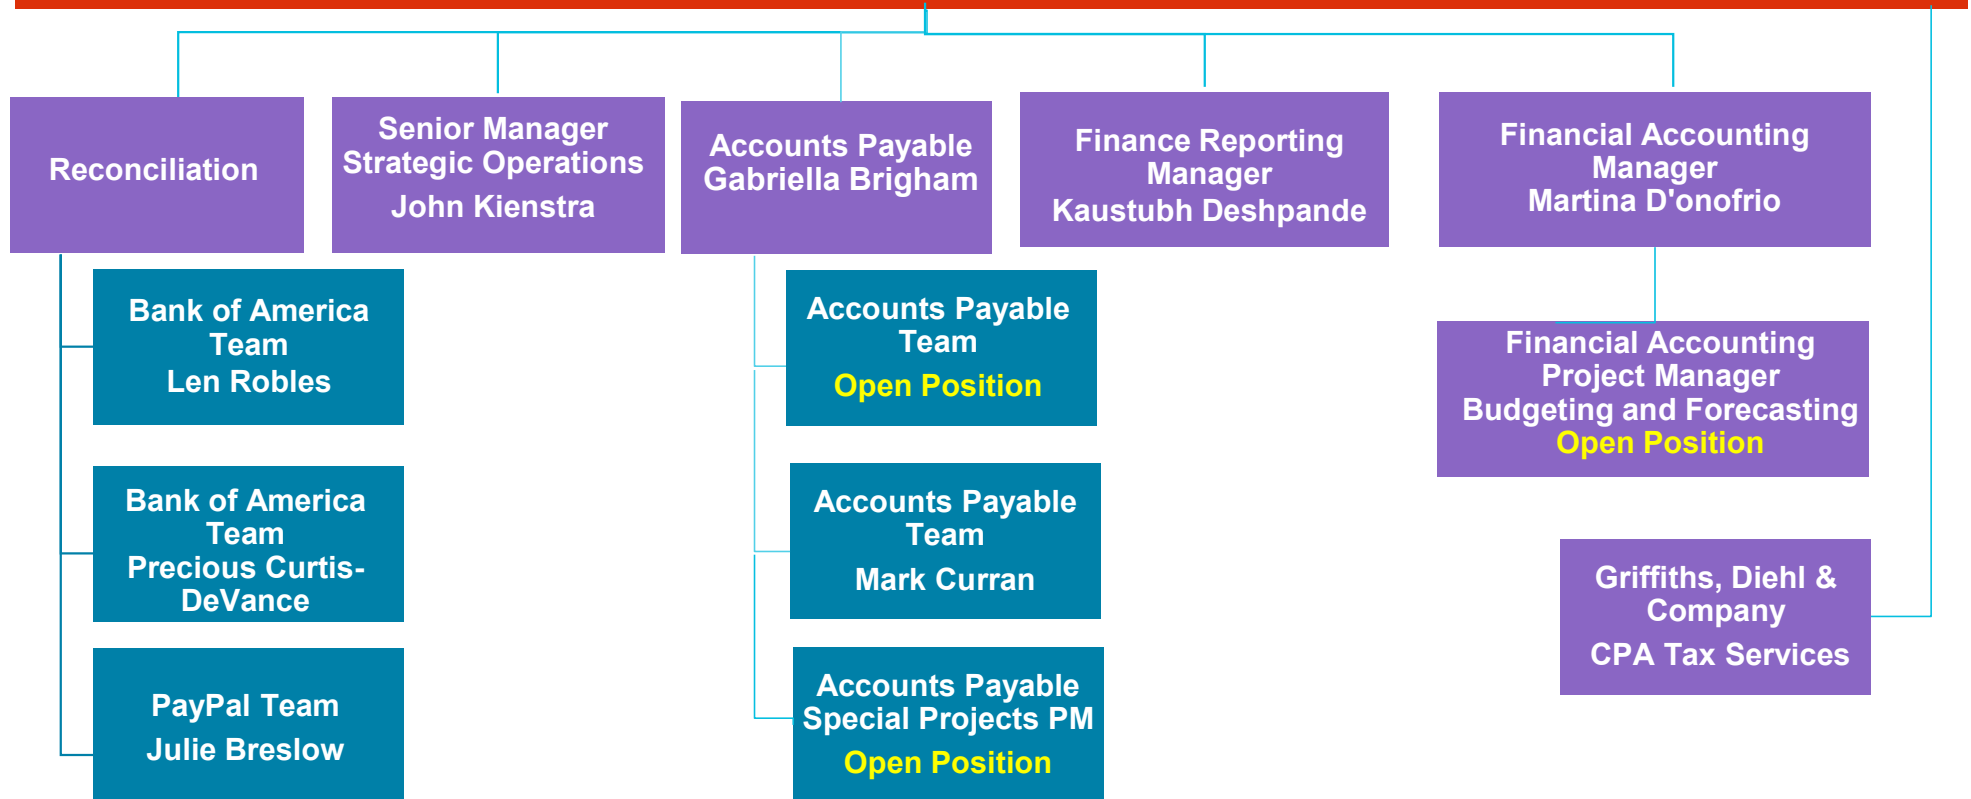 Reconciliation
Senior Manager
Strategic Operations
John Kienstra
Accounts Payable
Gabriella Brigham
Finance Reporting
Manager
Kaustubh Deshpande
Financial Accounting
Manager
Martina D'onofrio
Bank of America
Team
Len Robles
Bank of America
Team
Precious Curtis-
DeVance
PayPal Team
Julie Breslow
Accounts Payable
Team
Open Position
Accounts Payable
Team
Mark Curran
Accounts Payable
Special Projects PM
Open Position
Financial Accounting
Project Manager
Budgeting and Forecasting
Open Position
Griffiths, Diehl &
Company
CPA Tax Services